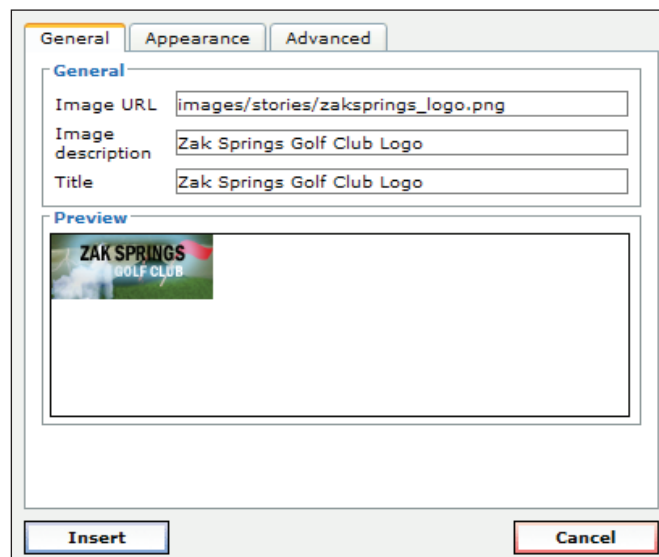 General Appearance Advanced
General
Image URL images/stories/zaksprings_logo.png
Image
description Zak Springs Golf Club Logo
Title Zak Springs Golf Club Logo
Preview
ZAK SPRINGS
GOLF CLUB
Insert Cancel